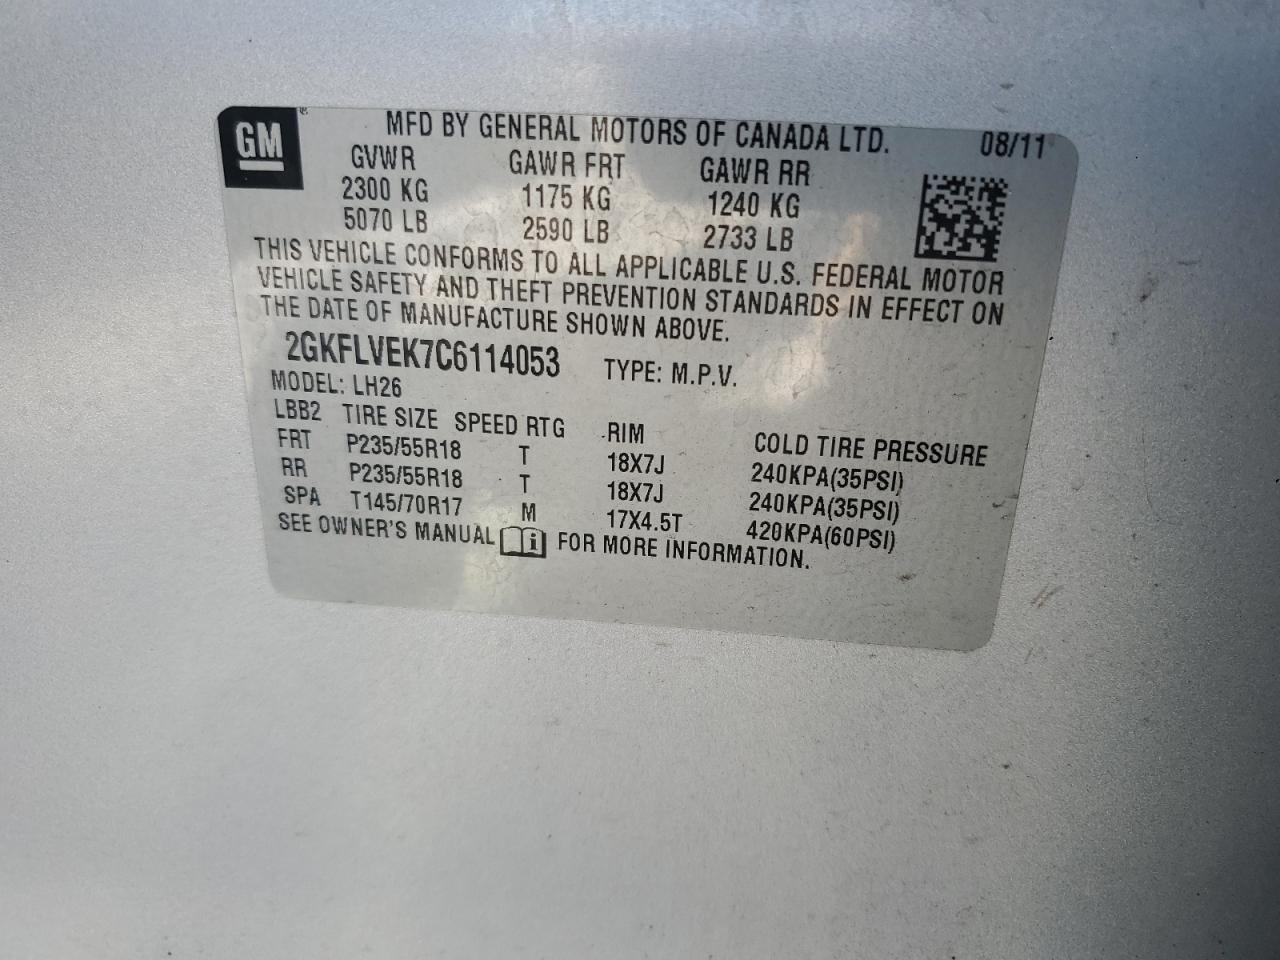 GM
MFD BY GENERAL MOTORS OF CANADA LTD. 08/11
GVWR GAWR FRT GAWR RR
2300 KG 1175 KG 1240 KG
5070 LB 2590 LB 2733 LB
THIS VEHICLE CONFORMS TO ALL APPLICABLE U.S. FEDERAL MOTOR
VEHICLE SAFETY AND THEFT PREVENTION STANDARDS IN EFFECT ON
THE DATE OF MANUFACTURE SHOWN ABOVE.
2GKFLVEK7C6114053 TYPE: M.P.V.
MODEL: LH26
LBB2 TIRE SIZE SPEED RTG RIM COLD TIRE PRESSURE
FRT P235/55R18 T 18X7J 240KPA(35PSI)
RR P235/55R18 T 18X7J 240KPA(35PSI)
SPA T145/70R17 M 17X4.5T 420KPA(60PSI)
SEE OWNER'S MANUAL i FOR MORE INFORMATION.